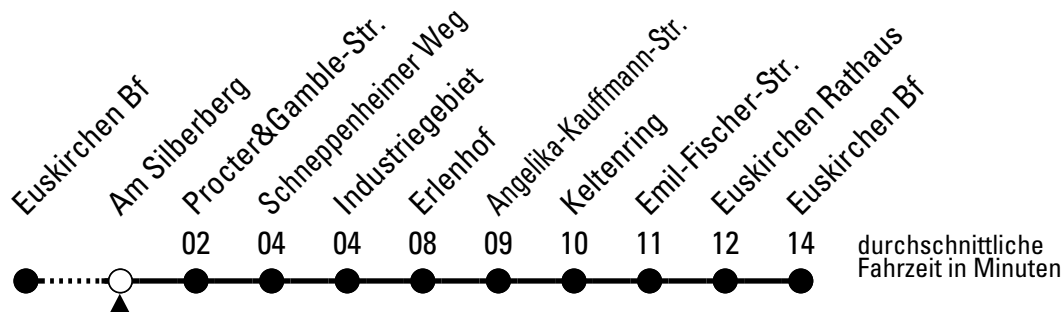 Euskirchen Bf
Am Silberberg
Procter&Gamble-Str.
Schneppenheimer Weg
Industriegebiet
Erlenhof
Angelika-Kauffmann-Str.
Keltenring
Emil-Fischer-Str.
Euskirchen Rathaus
Euskirchen Bf
02 04 04 08 09 10 11 12 14
durchschnittliche
Fahrzeit in Minuten